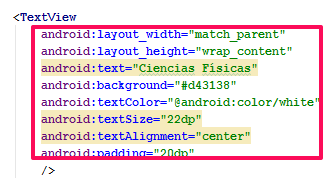 <TextView
android:layout_width="match_parent"
android:layout_height="wrap_content"
android:text="Ciencias Físicas"
android:background="#d43138"
android:textColor="@android:color/white"
android:textSize="22dp"
android:textAlignment="center"
android:padding="20dp"
/>